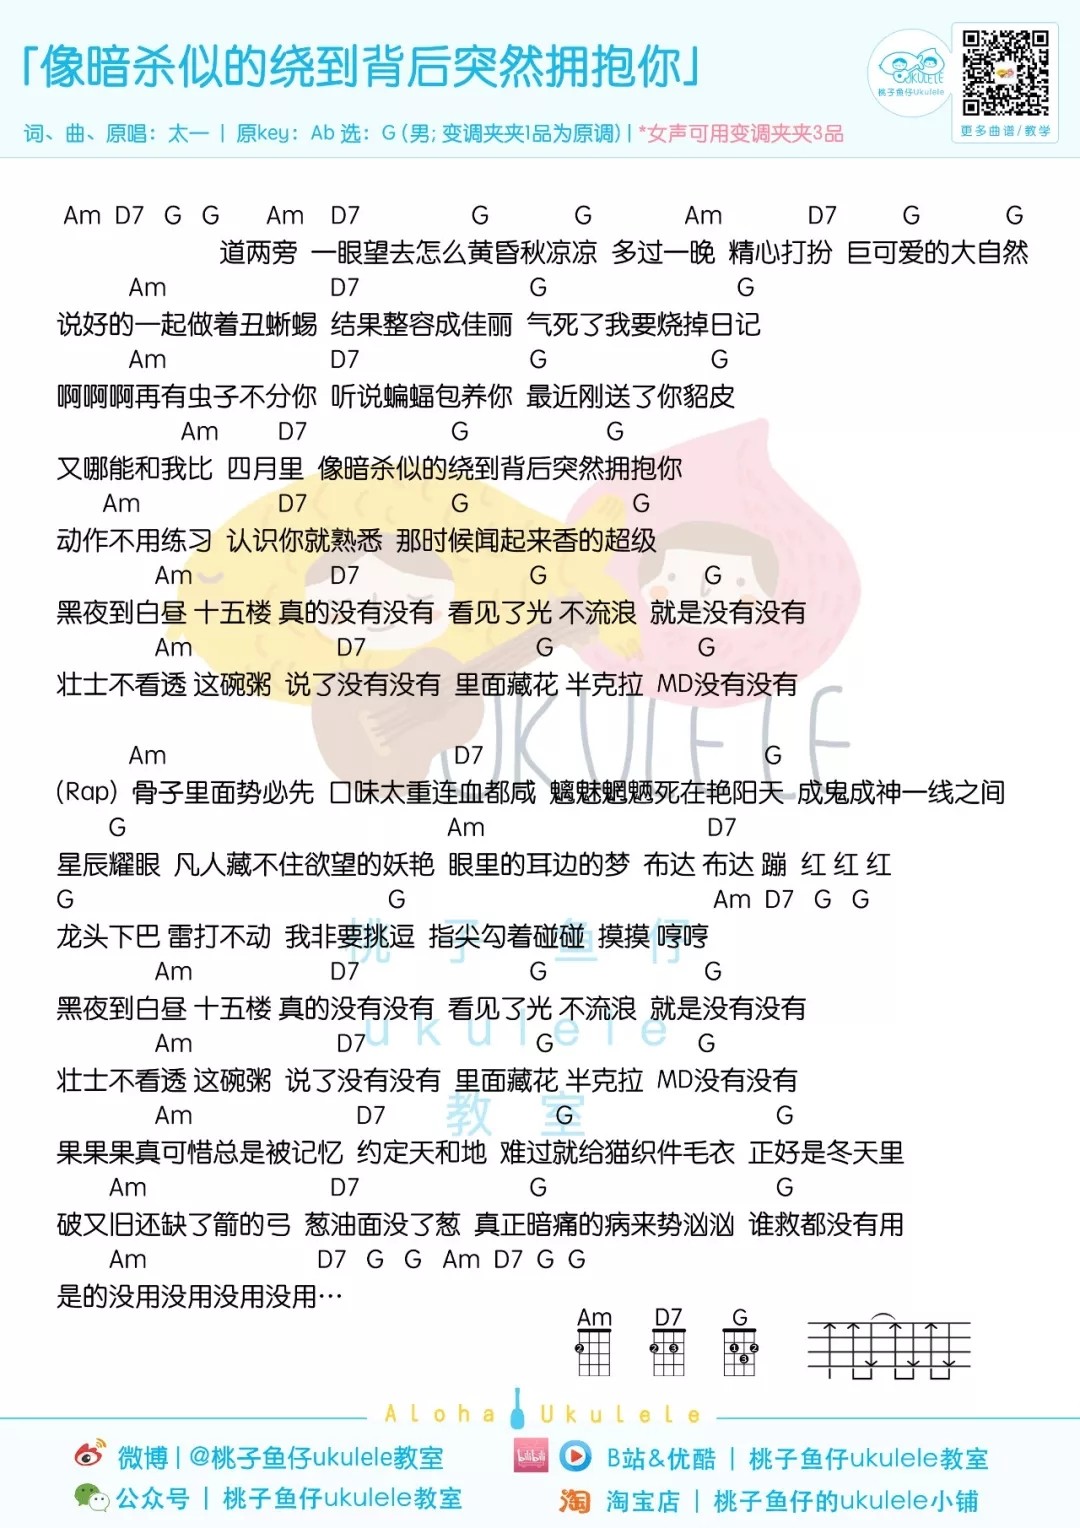 「像暗杀似的绕到背后突然拥抱你」
桃子鱼仔Ukulele
更多曲谱/教学
词、曲、原唱：太一 | 原key：Ab 选：G (男; 变调夹夹1品为原调) | *女声可用变调夹夹3品
Am D7 G G Am D7 G G Am D7 G G
道两旁 一眼望去怎么黄昏秋凉凉 多过一晚 精心打扮 巨可爱的大自然
Am D7 G G
说好的一起做着丑蜥蜴 结果整容成佳丽 气死了我要烧掉日记
Am D7 G G
啊啊啊再有虫子不分你 听说蝙蝠包养你 最近刚送了你貂皮
Am D7 G G
又哪能和我比 四月里 像暗杀似的绕到背后突然拥抱你
Am D7 G G
动作不用练习 认识你就熟悉 那时候闻起来香的超级
Am D7 G G
黑夜到白昼 十五楼 真的没有没有 看见了光 不流浪 就是没有没有
Am D7 G G
壮士不看透 这碗粥 说了没有没有 里面藏花 半克拉 MD没有没有
UKULELE
Am D7 G
(Rap) 骨子里面势必先 口味太重连血都咸 魑魅魍魉死在艳阳天 成鬼成神一线之间
G Am D7
星辰耀眼 凡人藏不住欲望的妖艳 眼里的耳边的梦 布达 布达 蹦 红 红 红
G G Am D7 G G
龙头下巴 雷打不动 我非要挑逗 指尖勾着碰碰 摸摸 哼哼
桃子鱼仔
Am D7 G G
黑夜到白昼 十五楼 真的没有没有 看见了光 不流浪 就是没有没有
ukulele
Am D7 G G
壮士不看透 这碗粥 说了没有没有 里面藏花 半克拉 MD没有没有
教室
Am D7 G G
果果果真可惜总是被记忆 约定天和地 难过就给猫织件毛衣 正好是冬天里
Am D7 G G
破又旧还缺了箭的弓 葱油面没了葱 真正暗痛的病来势汹汹 谁救都没有用
Am D7 G G Am D7 G G
是的没用没用没用没用…
Am D7 G
2 2 3 1 2 3
Aloha Ukulele
微博 | @桃子鱼仔ukulele教室
bilibili B站&优酷 | 桃子鱼仔ukulele教室
公众号 | 桃子鱼仔ukulele教室
淘 淘宝店 | 桃子鱼仔的ukulele小铺